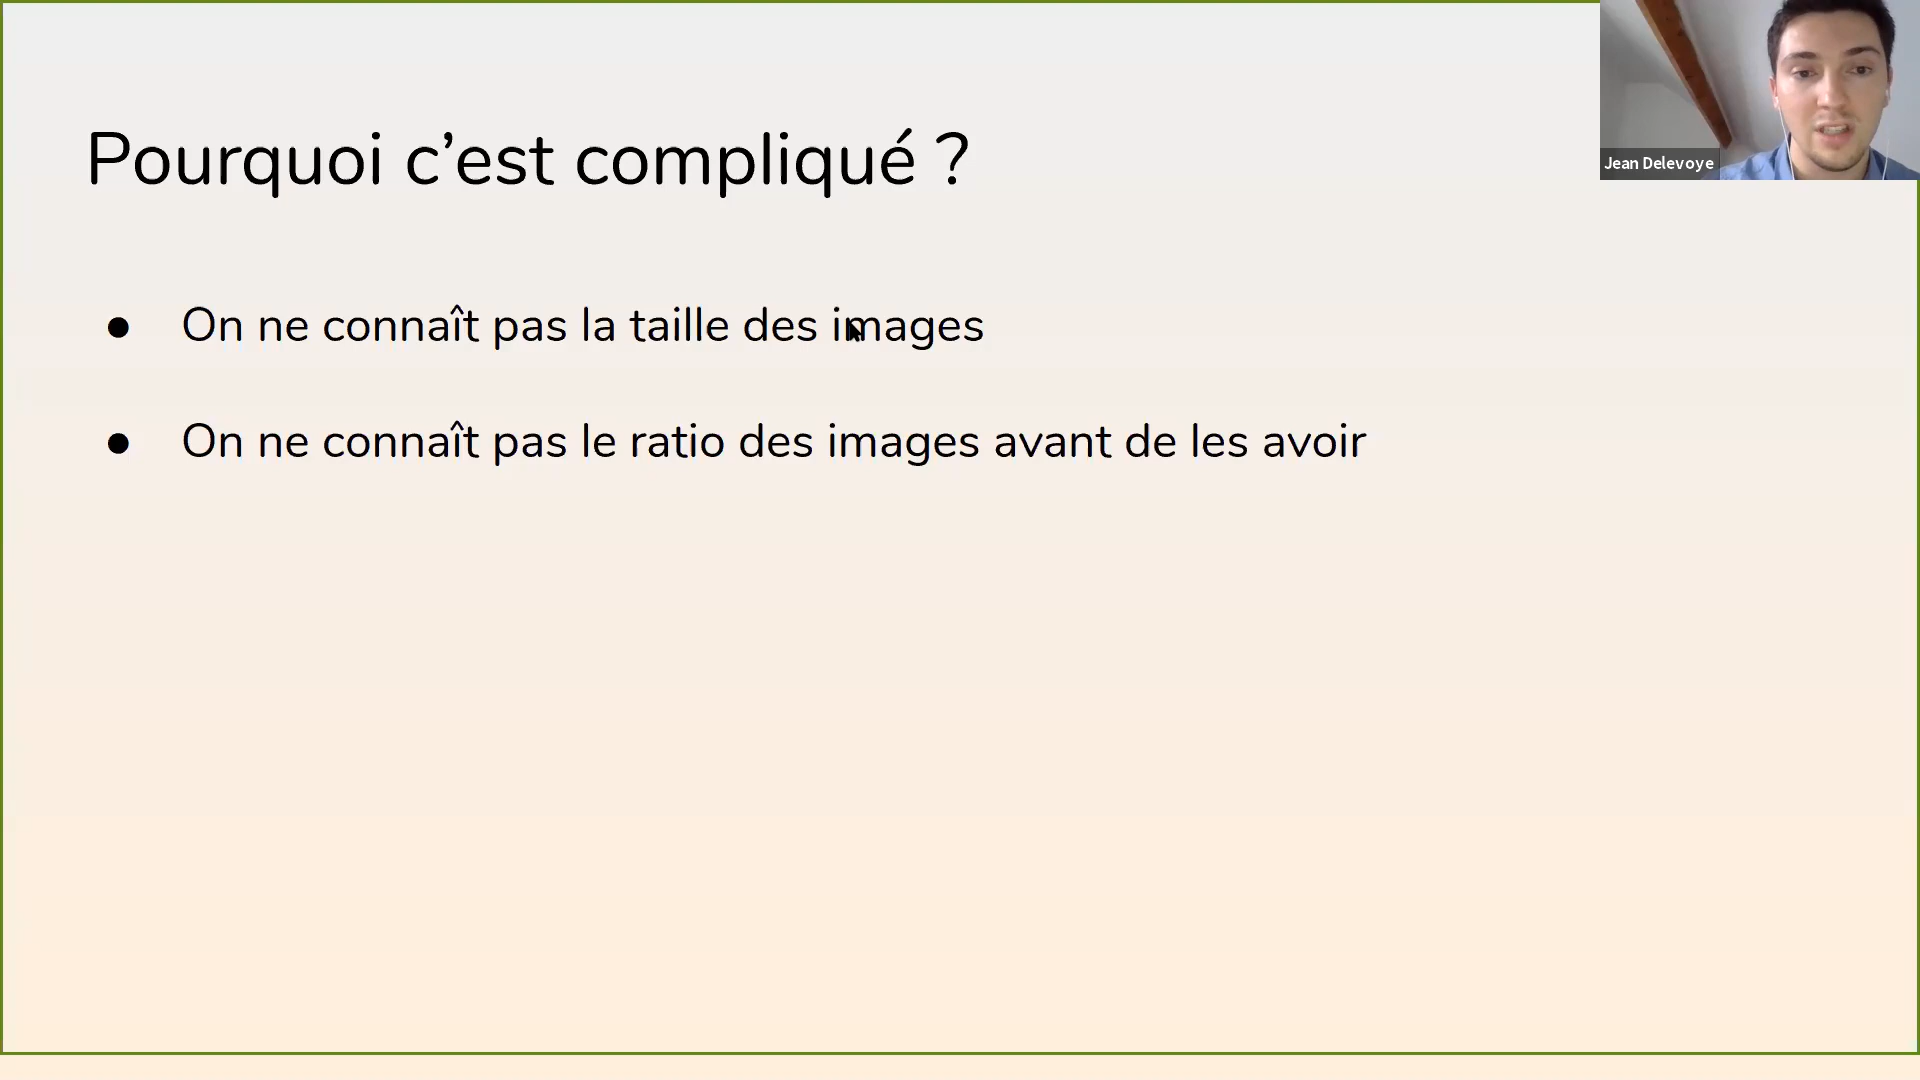 Pourquoi c’est compliqué ?
Jean Delevoye
● On ne connaît pas la taille des images
● On ne connaît pas le ratio des images avant de les avoir